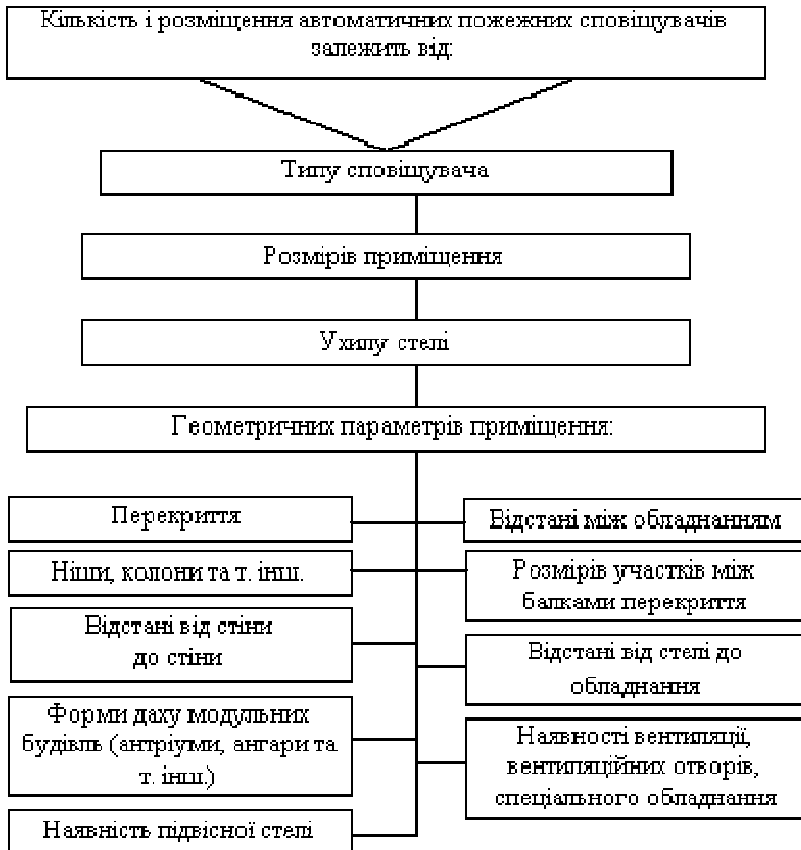 Кількість і розміщення автоматичних пожежних сповіщувачів
залежить від:
Типу сповіщувача
Розмірів приміщення
Ухилу стелі
Геометричних параметрів приміщення:
Перекриття
Ніши, колони та т. інш.
Відстані від стіни
до стіни
Форми даху модульних
будівль (антріуми, ангари та
т. інш.)
Наявність підвісної стелі
Відстані між обладнанням
Розмірів участків між
балками перекриття
Відстані від стелі до
обладнання
Наявності вентиляції,
вентиляційних отворів,
спеціального обладнання